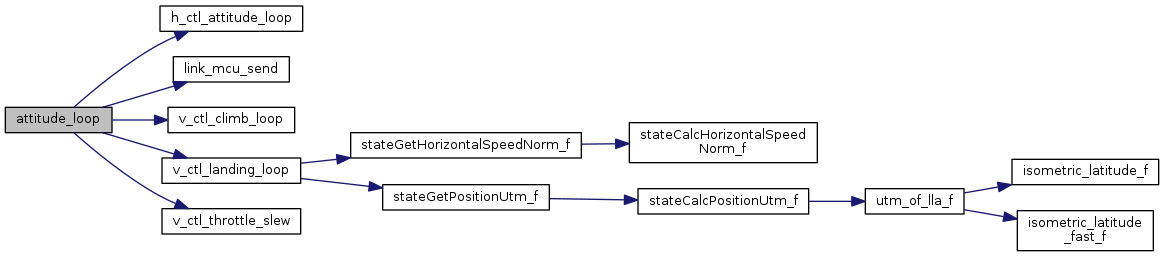 h_ctl_attitude_loop
link_mcu_send
attitude_loop
v_ctl_climb_loop
v_ctl_landing_loop
v_ctl_throttle_slew
stateGetHorizontalSpeedNorm_f
stateGetPositionUtm_f
stateCalcHorizontalSpeed
Norm_f
stateCalcPositionUtm_f
utm_of_lla_f
isometric_latitude_f
isometric_latitude
_fast_f